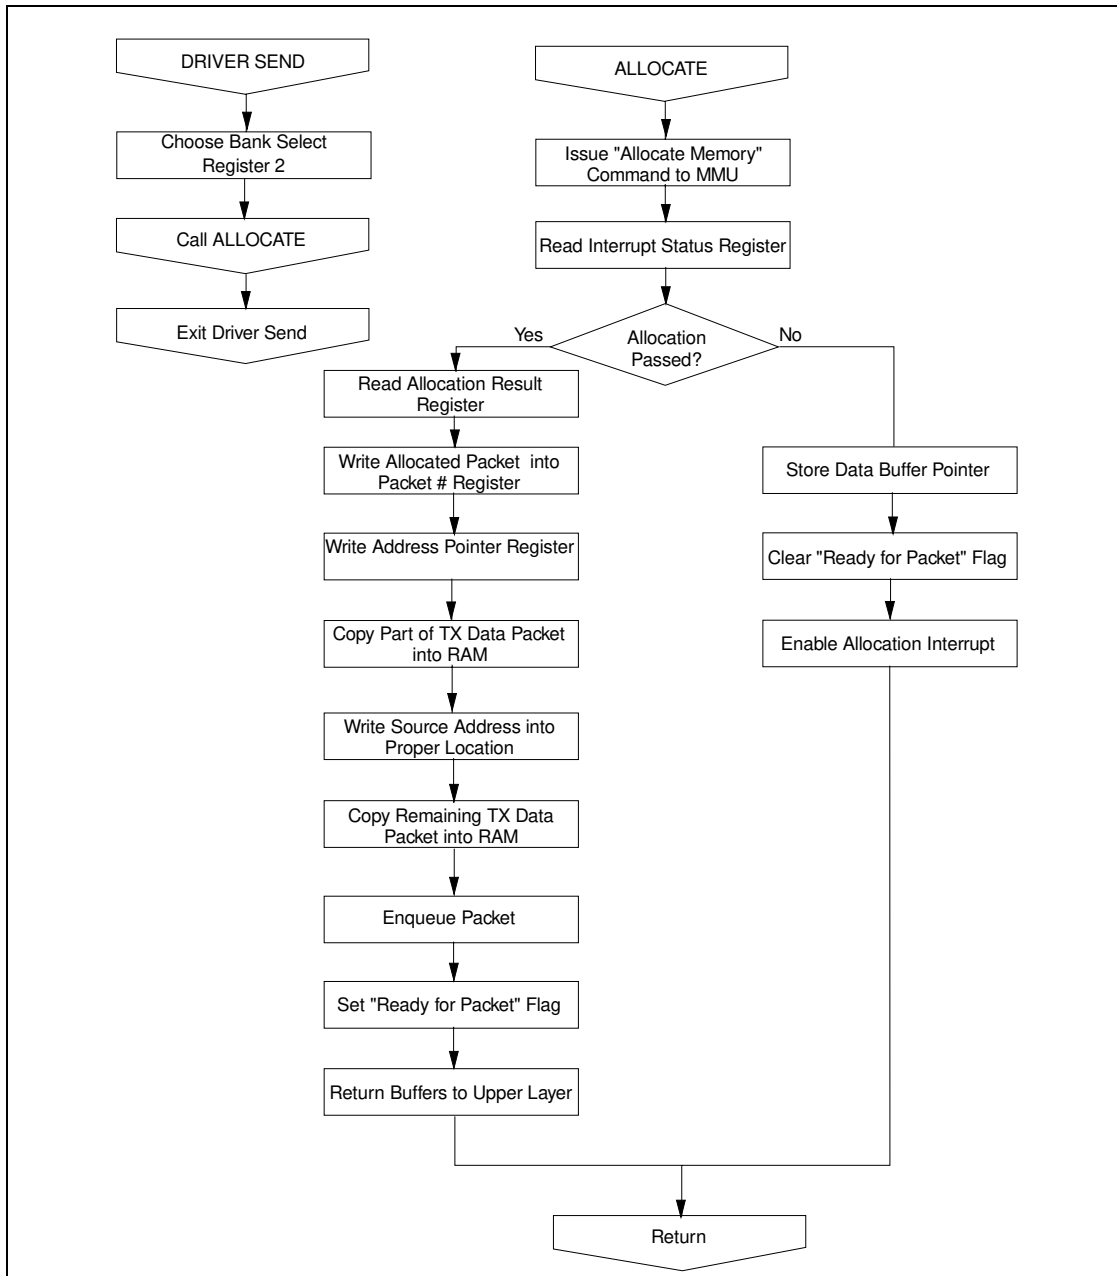 DRIVER SEND
Choose Bank Select
Register 2
Call ALLOCATE
Exit Driver Send
ALLOCATE
Issue "Allocate Memory"
Command to MMU
Read Interrupt Status Register
Allocation
Passed?
Yes
No
Read Allocation Result
Register
Write Allocated Packet into
Packet # Register
Write Address Pointer Register
Copy Part of TX Data Packet
into RAM
Write Source Address into
Proper Location
Copy Remaining TX Data
Packet into RAM
Enqueue Packet
Set "Ready for Packet" Flag
Return Buffers to Upper Layer
Store Data Buffer Pointer
Clear "Ready for Packet" Flag
Enable Allocation Interrupt
Return